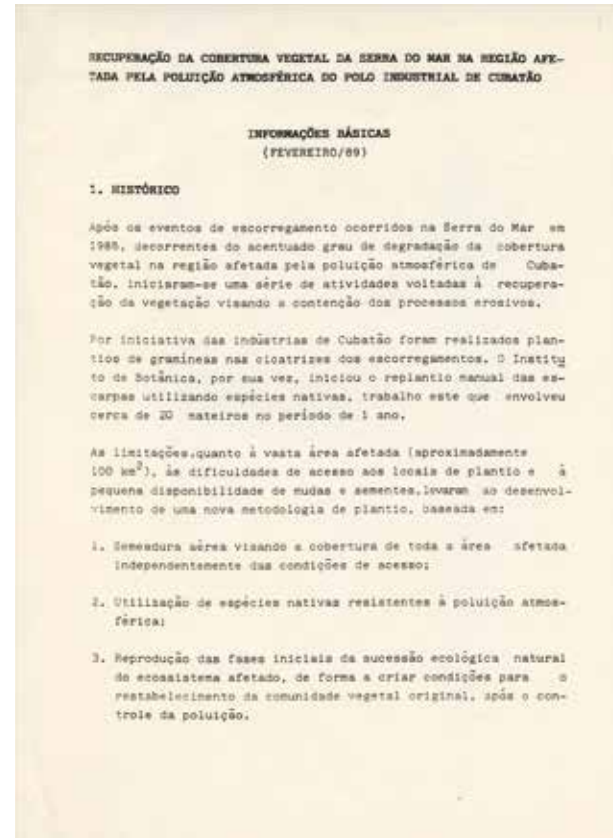 RECUPERAÇÃO DA COBERTURA VEGETAL DA SERRA DO MAR NA REGIÃO AFE-
TADA PELA POLUIÇÃO ATMOSFÉRICA DO POLO INDUSTRIAL DE CUBATÃO
INFORMAÇÕES BÁSICAS
(FEVEREIRO/89)
1. HISTÓRICO
Após os eventos de escorregamento ocorridos na Serra do Mar em
1985, decorrentes do acentuado grau de degradação da cobertura
vegetal na região afetada pela poluição atmosférica de Cuba-
tão, iniciaram-se uma série de atividades voltadas à recupera-
ção da vegetação visando a contenção dos processos erosivos.
Por iniciativa das indústrias de Cubatão foram realizados plan-
tios de gramíneas nas cicatrizes dos escorregamentos. O Institu
to de Botânica, por sua vez, iniciou o replantio manual das es-
carpas utilizando espécies nativas, trabalho este que envolveu
cerca de 20 mateiros no período de 1 ano.
As limitações,quanto à vasta área afetada (aproximadamente
100 km²), às dificuldades de acesso aos locais de plantio e à
pequena disponibilidade de mudas e sementes,levaram ao desenvol-
vimento de uma nova metodologia de plantio, baseada em:
1. Semeadura aérea visando a cobertura de toda a área afetada
independentemente das condições de acesso;
2. Utilização de espécies nativas resistentes à poluição atmos-
férica;
3. Reprodução das fases iniciais da sucessão ecológica natural
do ecossistema afetado, de forma a criar condições para o
restabelecimento da comunidade vegetal original, após o con-
trole da poluição.